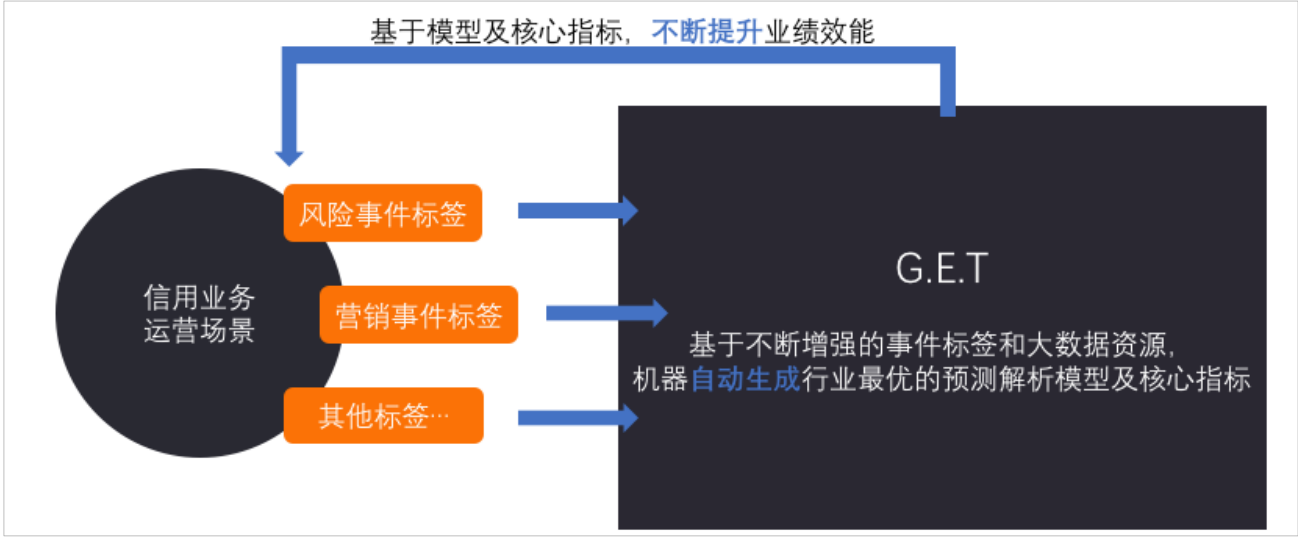 基于模型及核心指标，不断提升业绩效能
风险事件标签
信用业务
运营场景
营销事件标签
其他标签…
G.E.T
基于不断增强的事件标签和大数据资源，
机器自动生成行业最优的预测解析模型及核心指标